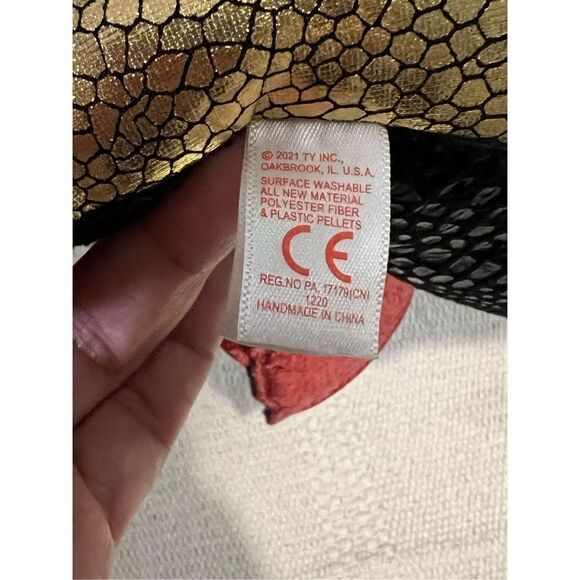 © 2021 TY INC.,
OAKBROOK, IL. U.S.A.
SURFACE WASHABLE
ALL NEW MATERIAL
POLYESTER FIBER
& PLASTIC PELLETS
CE
REG.NO PA. 17179(CN)
1220
HANDMADE IN CHINA